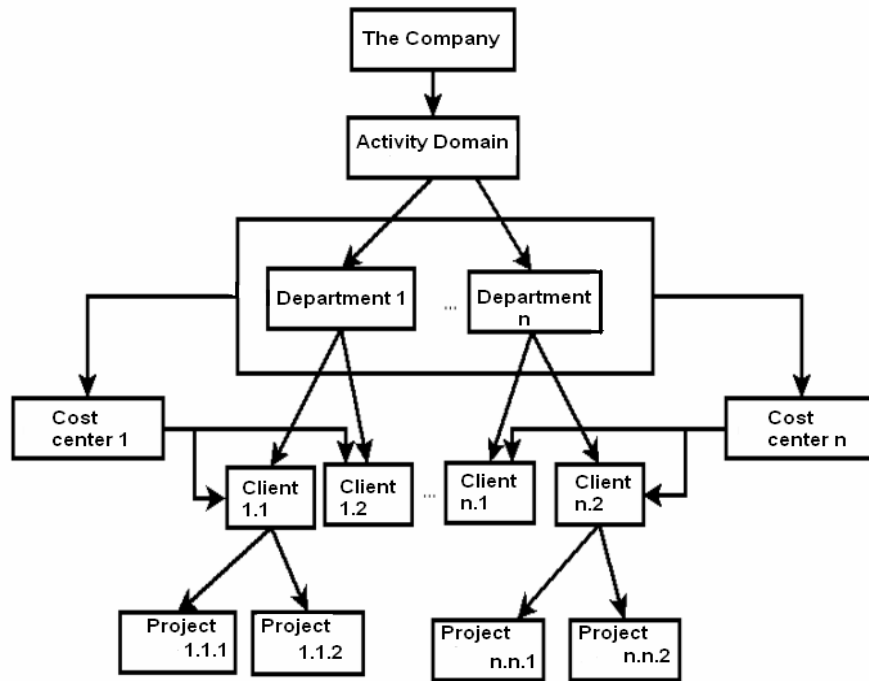 The Company
Activity Domain
Department 1
...
Department
n
Cost
center 1
Cost
center n
Client
1.1
Client
1.2
...
Client
n.1
Client
n.2
Project
1.1.1
Project
1.1.2
Project
n.n.1
Project
n.n.2